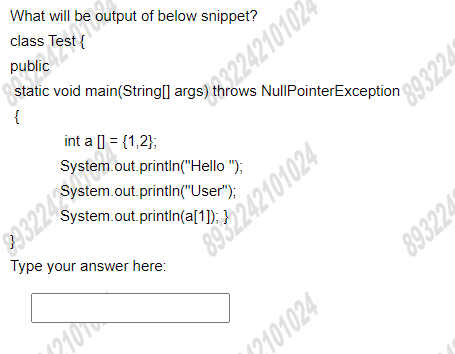 What will be output of below snippet?
class Test {
public
static void main(String[] args) throws NullPointerException
{
int a [] = {1,2};
System.out.println("Hello ");
System.out.println("User");
System.out.println(a[1]); }
}
Type your answer here:
893224210101024